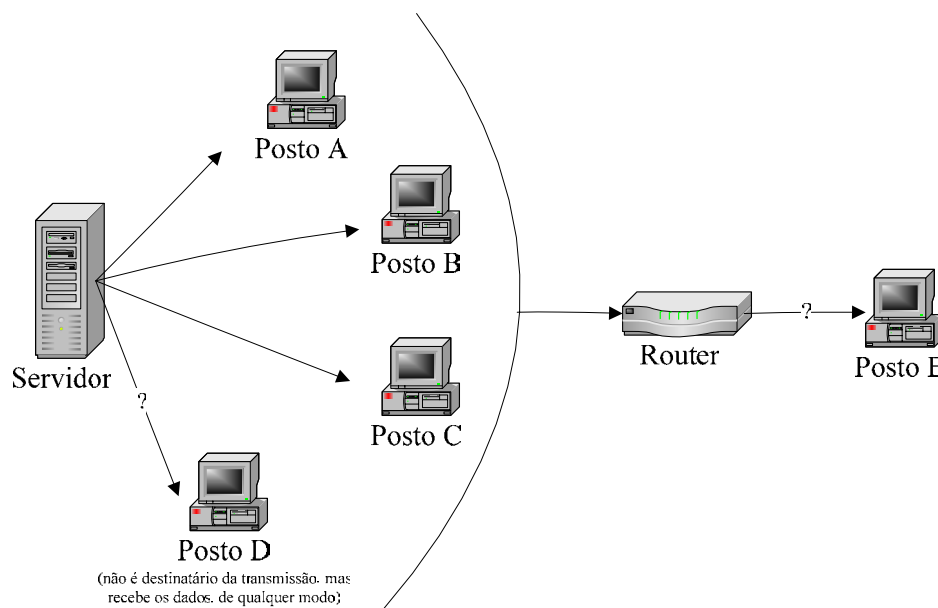 Posto A
Posto B
Servidor
?
Router
?
Posto E
Posto C
Posto D
(não é destinatário da transmissão. mas
recebe os dados. de qualquer modo)